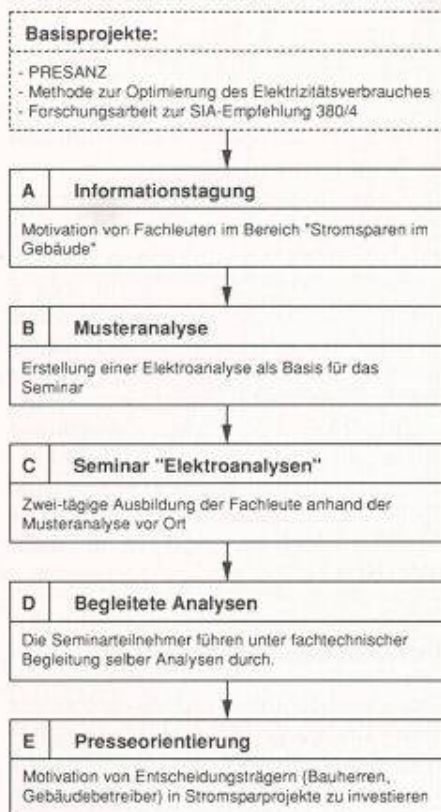 Basisprojekte:
- PRESANZ
- Methode zur Optimierung des Elektrizitätsverbrauches
- Forschungsarbeit zur SIA-Empfehlung 380/4
A Informationstagung
Motivation von Fachleuten im Bereich "Stromsparen im
Gebäude"
B Musteranalyse
Erstellung einer Elektroanalyse als Basis für das
Seminar
C Seminar "Elektroanalysen"
Zwei-tägige Ausbildung der Fachleute anhand der
Musteranalyse vor Ort
D Begleitete Analysen
Die Seminarteilnehmer führen unter fachtechnischer
Begleitung selber Analysen durch.
E Presseorientierung
Motivation von Entscheidungsträgern (Bauherren,
Gebäudebetreiber) in Stromsparprojekte zu investieren